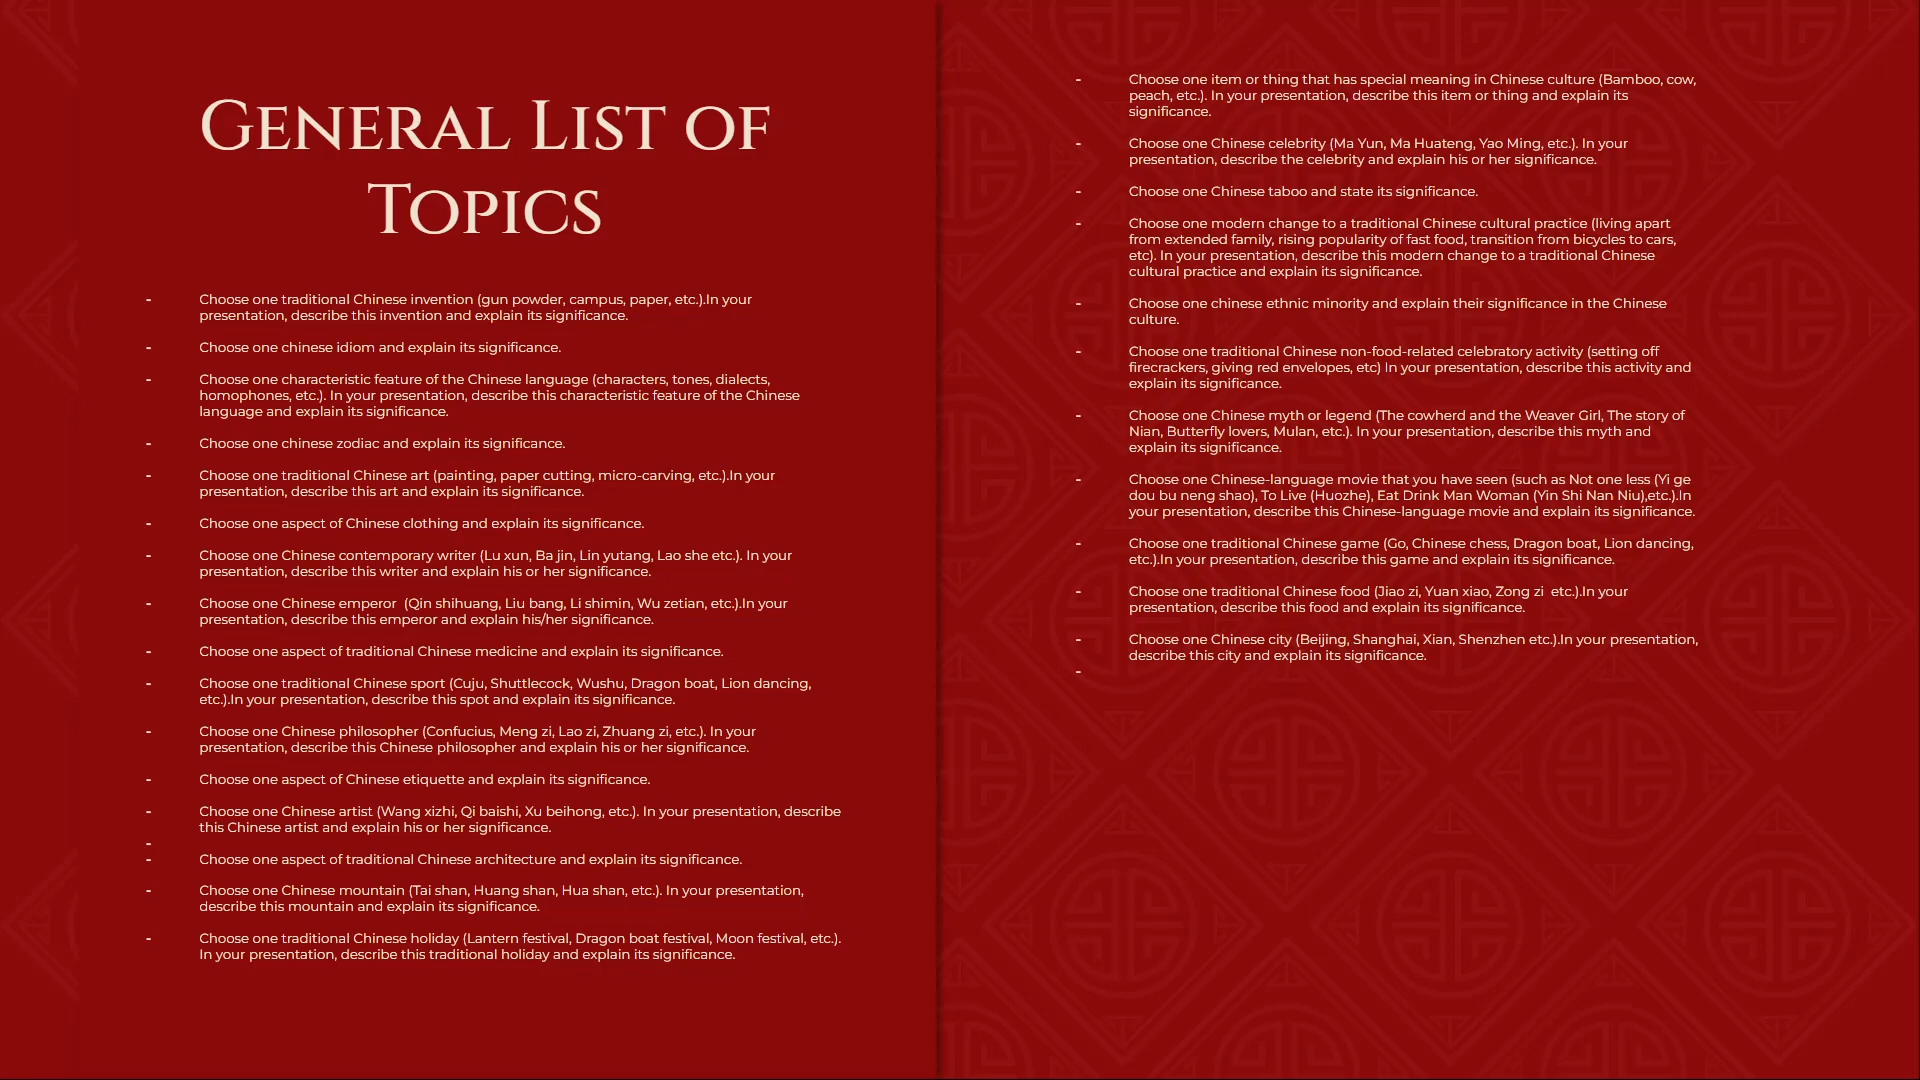 General List of
Topics
- Choose one traditional Chinese invention (gun powder, campus, paper, etc.).In your
presentation, describe this invention and explain its significance.
- Choose one chinese idiom and explain its significance.
- Choose one characteristic feature of the Chinese language (characters, tones, dialects,
homophones, etc.). In your presentation, describe this characteristic feature of the Chinese
language and explain its significance.
- Choose one chinese zodiac and explain its significance.
- Choose one traditional Chinese art (painting, paper cutting, micro-carving, etc.).In your
presentation, describe this art and explain its significance.
- Choose one aspect of Chinese clothing and explain its significance.
- Choose one Chinese contemporary writer (Lu xun, Ba jin, Lin yutang, Lao she etc.). In your
presentation, describe this writer and explain his or her significance.
- Choose one Chinese emperor  (Qin shihuang, Liu bang, Li shimin, Wu zetian, etc.).In your
presentation, describe this emperor and explain his/her significance.
- Choose one aspect of traditional Chinese medicine and explain its significance.
- Choose one traditional Chinese sport (Cuju, Shuttlecock, Wushu, Dragon boat, Lion dancing,
etc.).In your presentation, describe this spot and explain its significance.
- Choose one Chinese philosopher (Confucius, Meng zi, Lao zi, Zhuang zi, etc.). In your
presentation, describe this Chinese philosopher and explain his or her significance.
- Choose one aspect of Chinese etiquette and explain its significance.
- Choose one Chinese artist (Wang xizhi, Qi baishi, Xu beihong, etc.). In your presentation, describe
this Chinese artist and explain his or her significance.
-
- Choose one aspect of traditional Chinese architecture and explain its significance.
- Choose one Chinese mountain (Tai shan, Huang shan, Hua shan, etc.). In your presentation,
describe this mountain and explain its significance.
- Choose one traditional Chinese holiday (Lantern festival, Dragon boat festival, Moon festival, etc.).
In your presentation, describe this traditional holiday and explain its significance.
- Choose one item or thing that has special meaning in Chinese culture (Bamboo, cow,
peach, etc.). In your presentation, describe this item or thing and explain its
significance.
- Choose one Chinese celebrity (Ma Yun, Ma Huateng, Yao Ming, etc.). In your
presentation, describe the celebrity and explain his or her significance.
- Choose one Chinese taboo and state its significance.
- Choose one modern change to a traditional Chinese cultural practice (living apart
from extended family, rising popularity of fast food, transition from bicycles to cars,
etc). In your presentation, describe this modern change to a traditional Chinese
cultural practice and explain its significance.
- Choose one chinese ethnic minority and explain their significance in the Chinese
culture.
- Choose one traditional Chinese non-food-related celebratory activity (setting off
firecrackers, giving red envelopes, etc) In your presentation, describe this activity and
explain its significance.
- Choose one Chinese myth or legend (The cowherd and the Weaver Girl, The story of
Nian, Butterfly lovers, Mulan, etc.). In your presentation, describe this myth and
explain its significance.
- Choose one Chinese-language movie that you have seen (such as Not one less (Yi ge
dou bu neng shao), To Live (Huozhe), Eat Drink Man Woman (Yin Shi Nan Niu),etc.).In
your presentation, describe this Chinese-language movie and explain its significance.
- Choose one traditional Chinese game (Go, Chinese chess, Dragon boat, Lion dancing,
etc.).In your presentation, describe this game and explain its significance.
- Choose one traditional Chinese food (Jiao zi, Yuan xiao, Zong zi  etc.).In your
presentation, describe this food and explain its significance.
- Choose one Chinese city (Beijing, Shanghai, Xian, Shenzhen etc.).In your presentation,
describe this city and explain its significance.
-